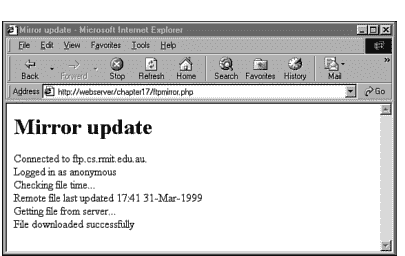 Mirror update - Microsoft Internet Explorer
File Edit View Favorites Tools Help
Back Forward Stop Refresh Home Search Favorites History Mail »
Address http://webserver/chapter17/ftpmirror.php Go
Mirror update
Connected to ftp.cs.rmit.edu.au.
Logged in as anonymous
Checking file time...
Remote file last updated 17:41 31-Mar-1999
Getting file from server...
File downloaded successfully